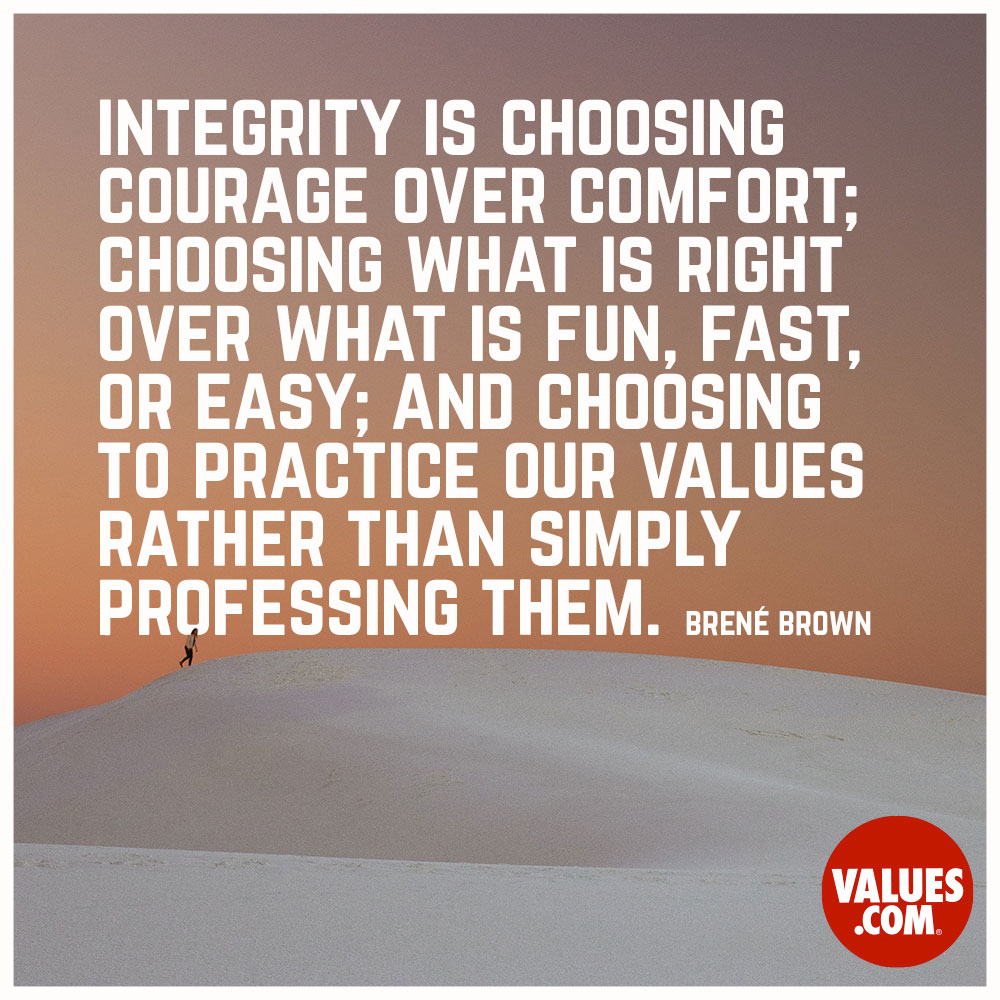 INTEGRITY IS CHOOSING
COURAGE OVER COMFORT;
CHOOSING WHAT IS RIGHT
OVER WHAT IS FUN, FAST,
OR EASY; AND CHOOSING
TO PRACTICE OUR VALUES
RATHER THAN SIMPLY
PROFESSING THEM. BRENÉ BROWN
VALUES
.COM®